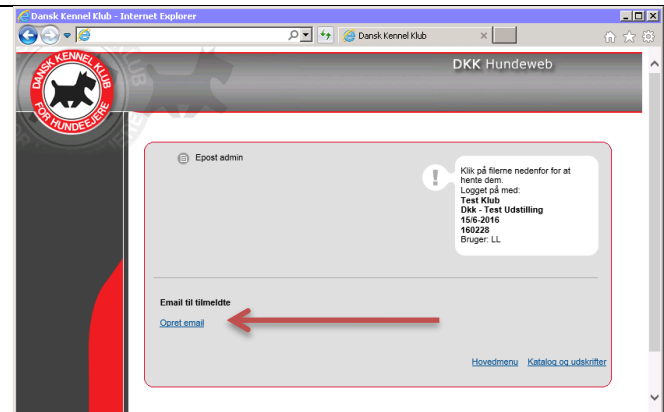 Dansk Kennel Klub - Internet Explorer
Dansk Kennel Klub
DKK Hundeweb
DANSK KENNEL KLUB
FOR HUNDEEJERE
Epost admin
Klik på filerne nedenfor for at
hente dem.
Logget på med:
Test Klub
Dkk - Test Udstilling
15/6-2016
160228
Bruger: LL
Email til tilmeldte
Opret email
Hovedmenu Katalog og udskrifter